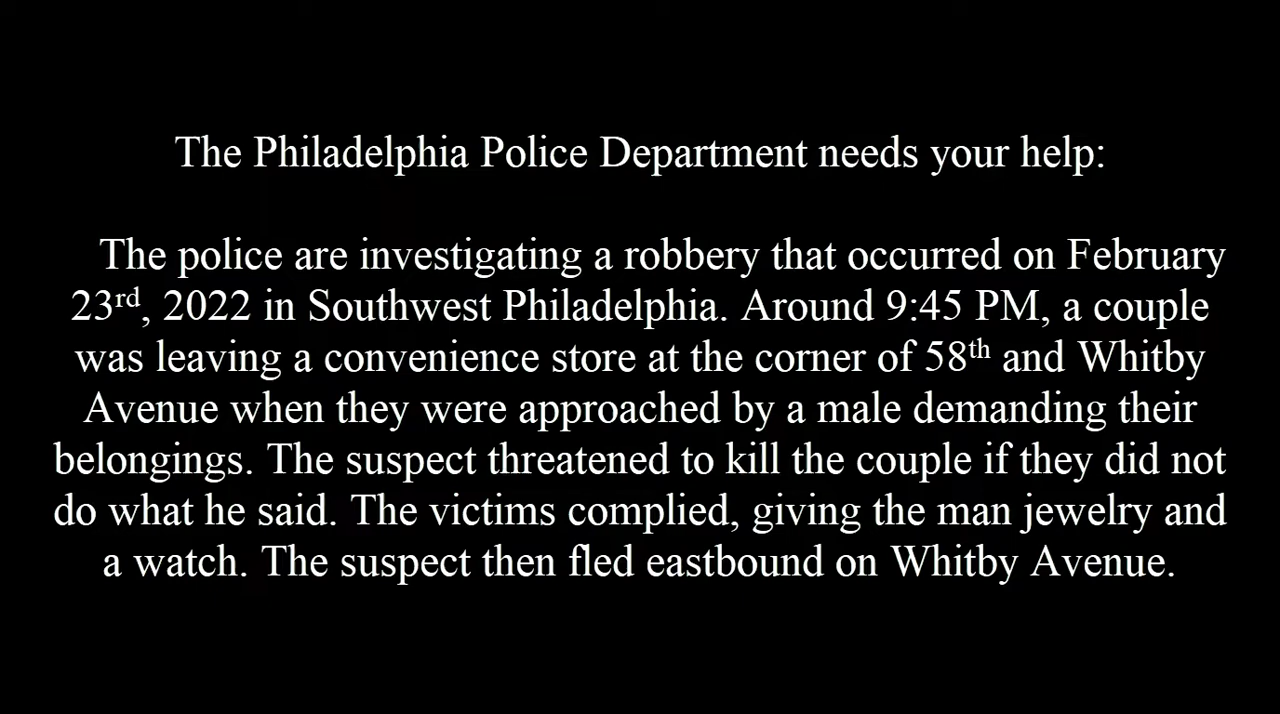 The Philadelphia Police Department needs your help:
The police are investigating a robbery that occurred on February
23rd, 2022 in Southwest Philadelphia. Around 9:45 PM, a couple
was leaving a convenience store at the corner of 58th and Whitby
Avenue when they were approached by a male demanding their
belongings. The suspect threatened to kill the couple if they did not
do what he said. The victims complied, giving the man jewelry and
a watch. The suspect then fled eastbound on Whitby Avenue.